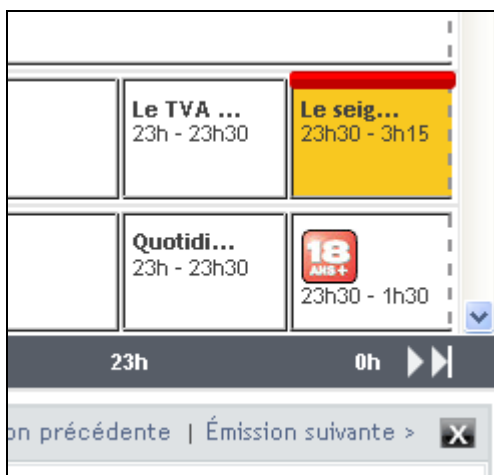 Le TVA ...
23h - 23h30
Le seig...
23h30 - 3h15
Quotidi...
23h - 23h30
18
ANS+
23h30 - 1h30
23h 0h
on précédente | Émission suivante > X